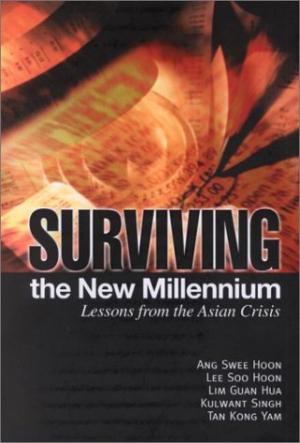 SURVIVING
the New Millennium
Lessons from the Asian Crisis
ANG SWEE HOON
LEE SOO HOON
LIM GUAN HUA
KULWANT SINGH
TAN KONG YAM